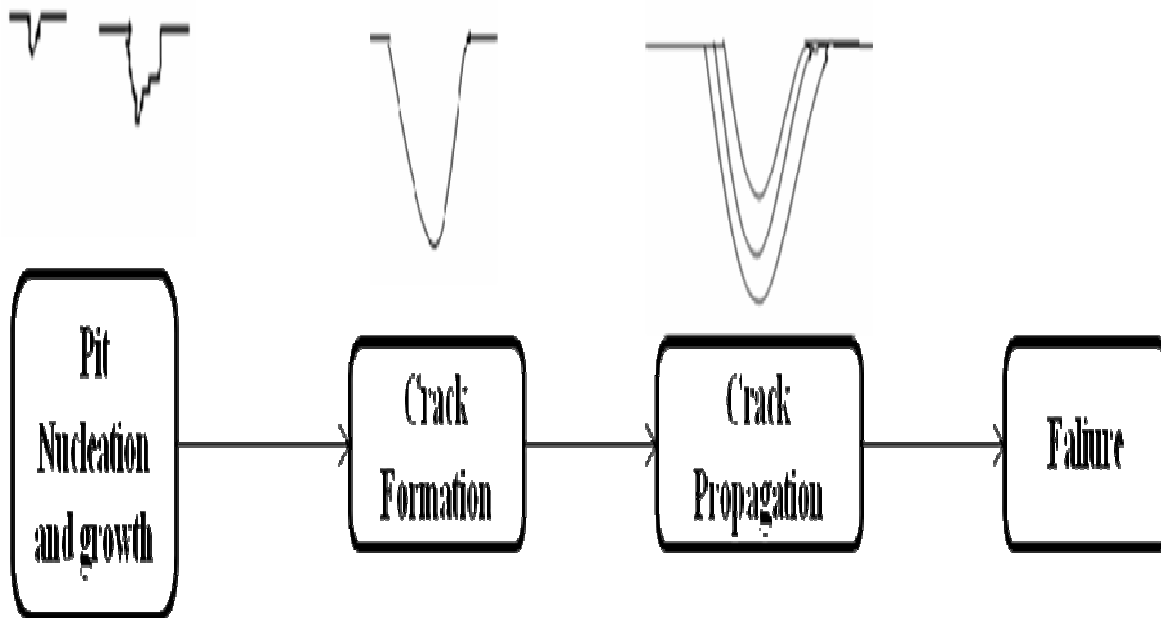 Pit
Nucleation
and growth
Crack
Formation
Crack
Propagation
Faliure